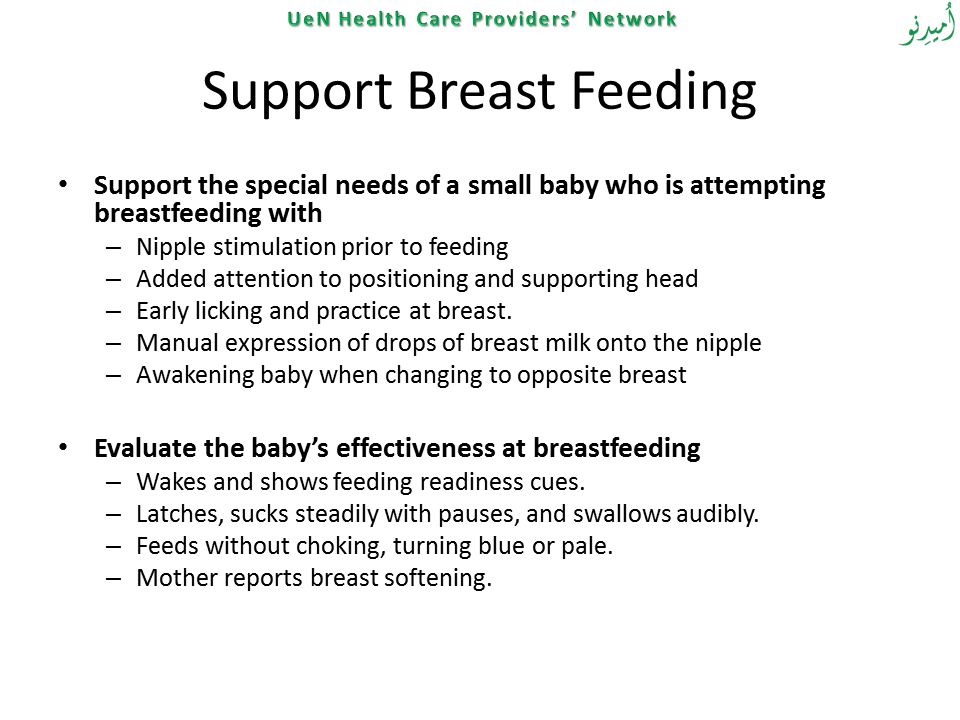 UeN Health Care Providers’ Network
اُمیدِنو
Support Breast Feeding
• Support the special needs of a small baby who is attempting
breastfeeding with
– Nipple stimulation prior to feeding
– Added attention to positioning and supporting head
– Early licking and practice at breast.
– Manual expression of drops of breast milk onto the nipple
– Awakening baby when changing to opposite breast
• Evaluate the baby’s effectiveness at breastfeeding
– Wakes and shows feeding readiness cues.
– Latches, sucks steadily with pauses, and swallows audibly.
– Feeds without choking, turning blue or pale.
– Mother reports breast softening.